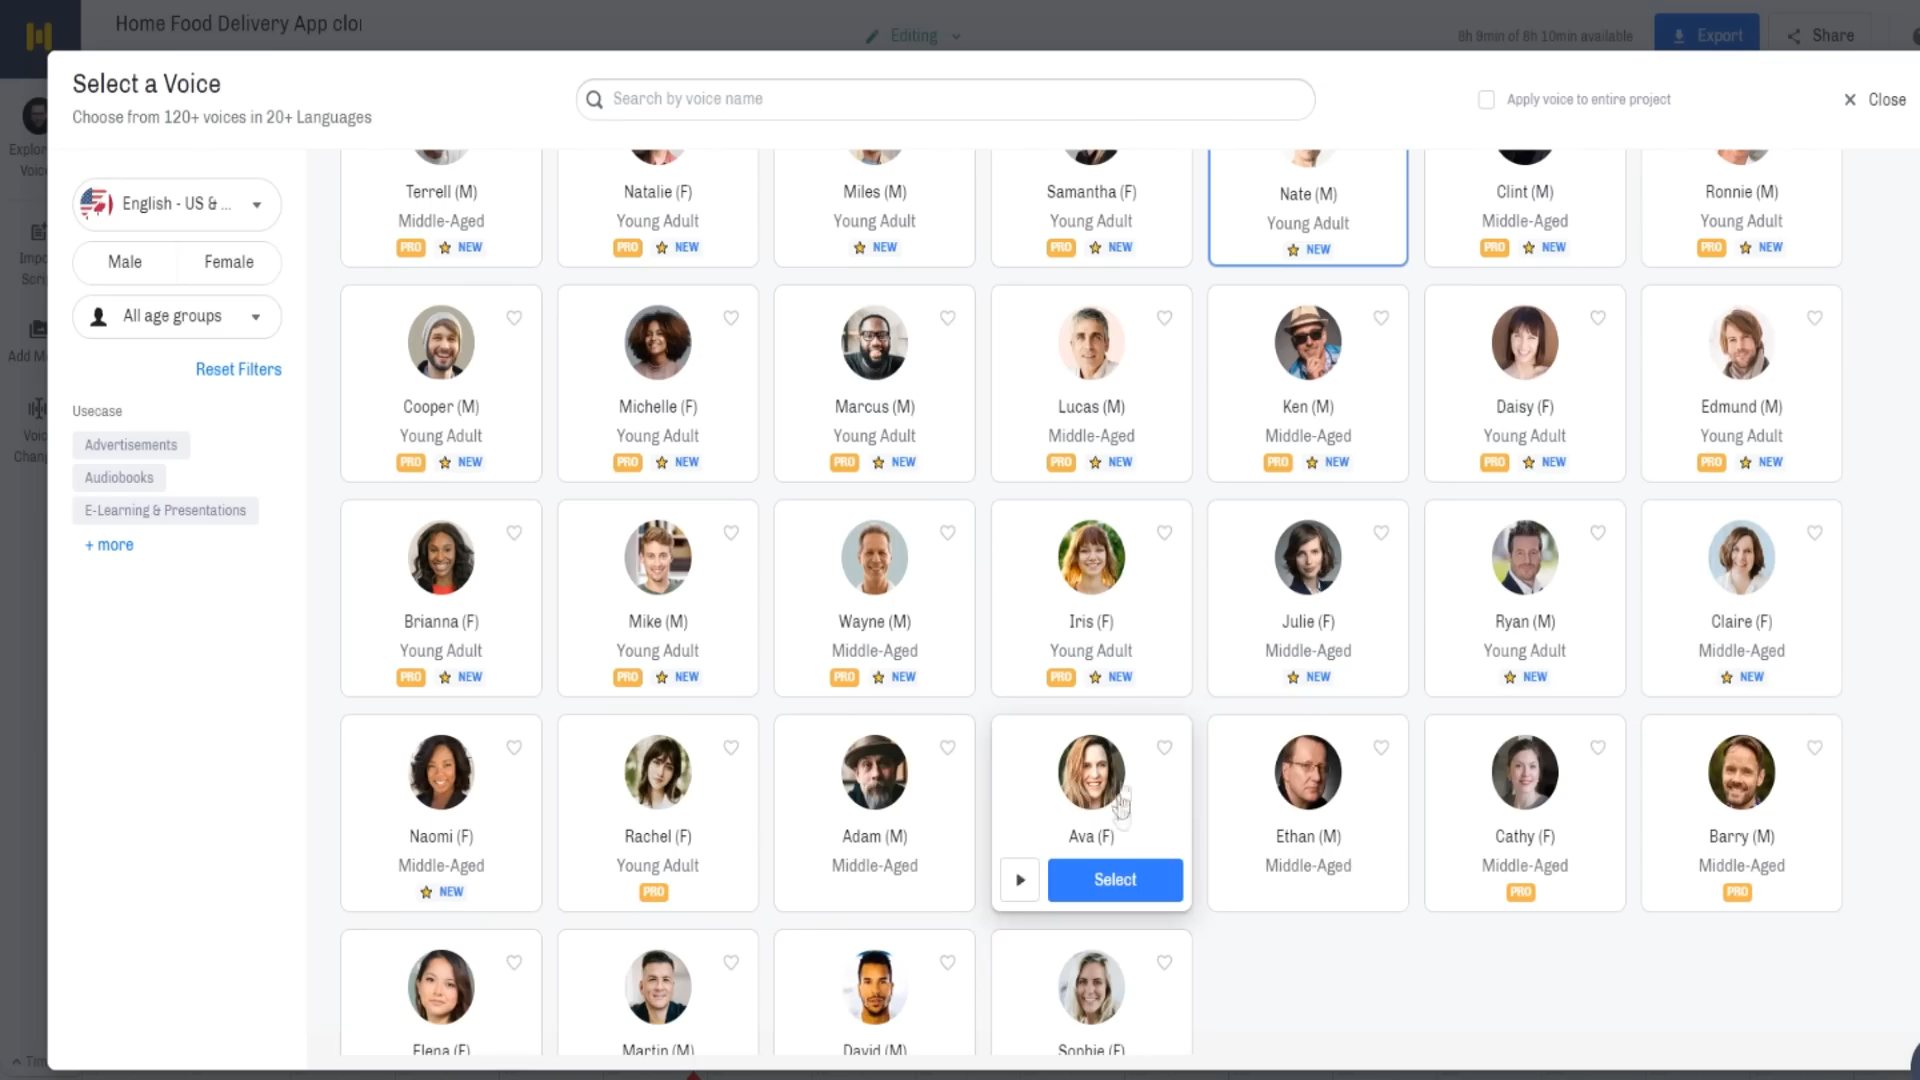 Home Food Delivery App clo
Editing
8h 9min of 8h 10min available
Export
Share
Select a Voice
Choose from 120+ voices in 20+ Languages
Search by voice name
Apply voice to entire project
Close
English - US & ...
Male
Female
All age groups
Reset Filters
Usecase
Advertisements
Audiobooks
E-Learning & Presentations
+ more
Terrell (M)
Middle-Aged
PRO NEW
Natalie (F)
Young Adult
PRO NEW
Miles (M)
Young Adult
NEW
Samantha (F)
Young Adult
PRO NEW
Nate (M)
Young Adult
NEW
Clint (M)
Middle-Aged
PRO NEW
Ronnie (M)
Young Adult
PRO NEW
Cooper (M)
Young Adult
PRO NEW
Michelle (F)
Young Adult
PRO NEW
Marcus (M)
Young Adult
PRO NEW
Lucas (M)
Middle-Aged
PRO NEW
Ken (M)
Middle-Aged
PRO NEW
Daisy (F)
Young Adult
PRO NEW
Edmund (M)
Young Adult
PRO NEW
Brianna (F)
Young Adult
PRO NEW
Mike (M)
Young Adult
PRO NEW
Wayne (M)
Middle-Aged
PRO NEW
Iris (F)
Young Adult
PRO NEW
Julie (F)
Middle-Aged
NEW
Ryan (M)
Young Adult
NEW
Claire (F)
Middle-Aged
NEW
Naomi (F)
Middle-Aged
NEW
Rachel (F)
Young Adult
PRO
Adam (M)
Middle-Aged
Ava (F)
Select
Ethan (M)
Middle-Aged
Cathy (F)
Middle-Aged
PRO
Barry (M)
Middle-Aged
PRO
Elena (F)
Martin (M)
David (M)
Sophie (F)